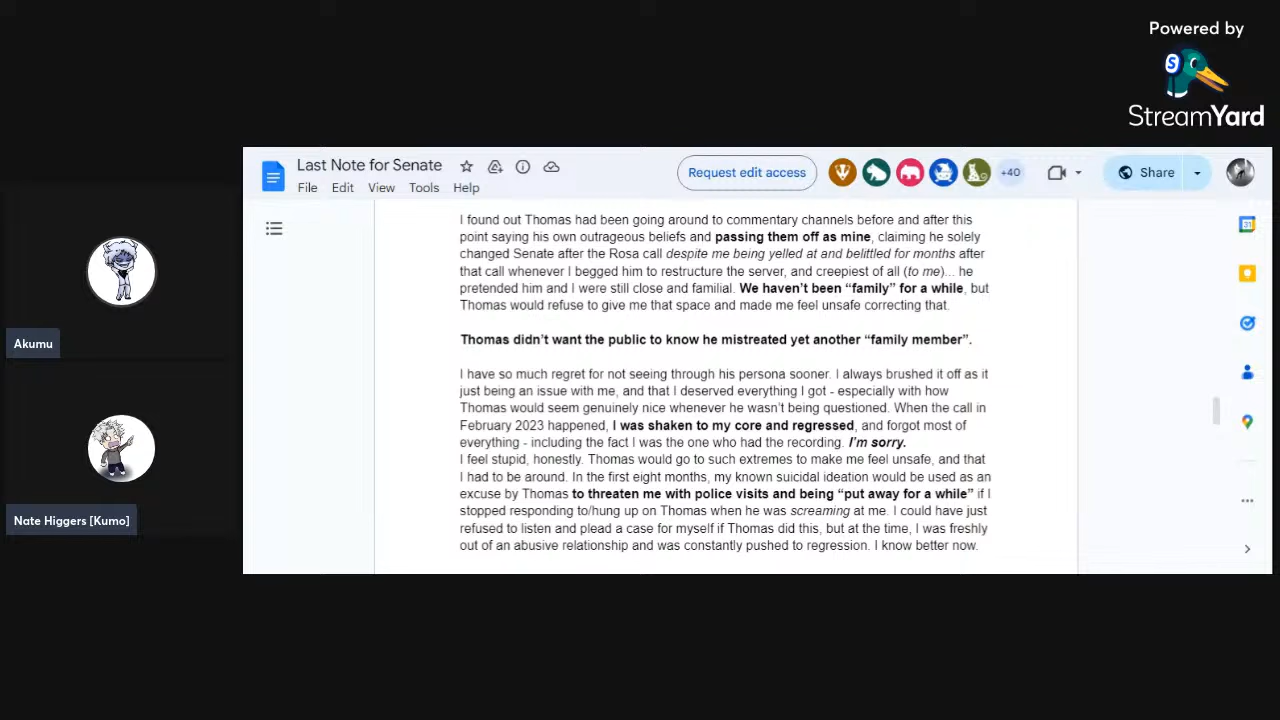 Powered by
StreamYard
Last Note for Senate
File Edit View Tools Help
Request edit access
+40
Share
I found out Thomas had been going around to commentary channels before and after this
point saying his own outrageous beliefs and passing them off as mine, claiming he solely
changed Senate after the Rosa call despite me being yelled at and belittled for months after
that call whenever I begged him to restructure the server, and creepiest of all (to me)... he
pretended him and I were still close and familial. We haven’t been “family” for a while, but
Thomas would refuse to give me that space and made me feel unsafe correcting that.
Thomas didn’t want the public to know he mistreated yet another “family member”.
I have so much regret for not seeing through his persona sooner. I always brushed it off as it
just being an issue with me, and that I deserved everything I got - especially with how
Thomas would seem genuinely nice whenever he wasn’t being questioned. When the call in
February 2023 happened, I was shaken to my core and regressed, and forgot most of
everything - including the fact I was the one who had the recording. I’m sorry.
I feel stupid, honestly. Thomas would go to such extremes to make me feel unsafe, and that
I had to be around. In the first eight months, my known suicidal ideation would be used as an
excuse by Thomas to threaten me with police visits and being “put away for a while” if I
stopped responding to/hung up on Thomas when he was screaming at me. I could have just
refused to listen and plead a case for myself if Thomas did this, but at the time, I was freshly
out of an abusive relationship and was constantly pushed to regression. I know better now.
Akumu
Nate Higgers [Kumo]